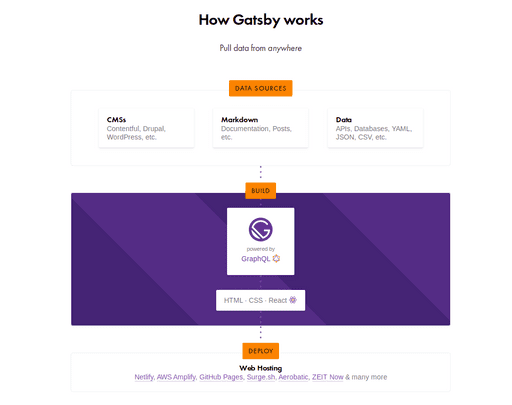 How Gatsby works
Pull data from anywhere
DATA SOURCES
CMSs
Contentful, Drupal,
WordPress, etc.
Markdown
Documentation, Posts,
etc.
Data
APIs, Databases, YAML,
JSON, CSV, etc.
BUILD
powered by
GraphQL
HTML · CSS · React
DEPLOY
Web Hosting
Netlify, AWS Amplify, GitHub Pages, Surge.sh, Aerobatic, ZEIT Now & many more